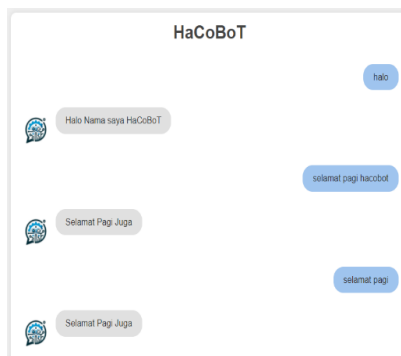 HaCoBoT
halo
Halo Nama saya HaCoBoT
selamat pagi hacobot
Selamat Pagi Juga
selamat pagi
Selamat Pagi Juga